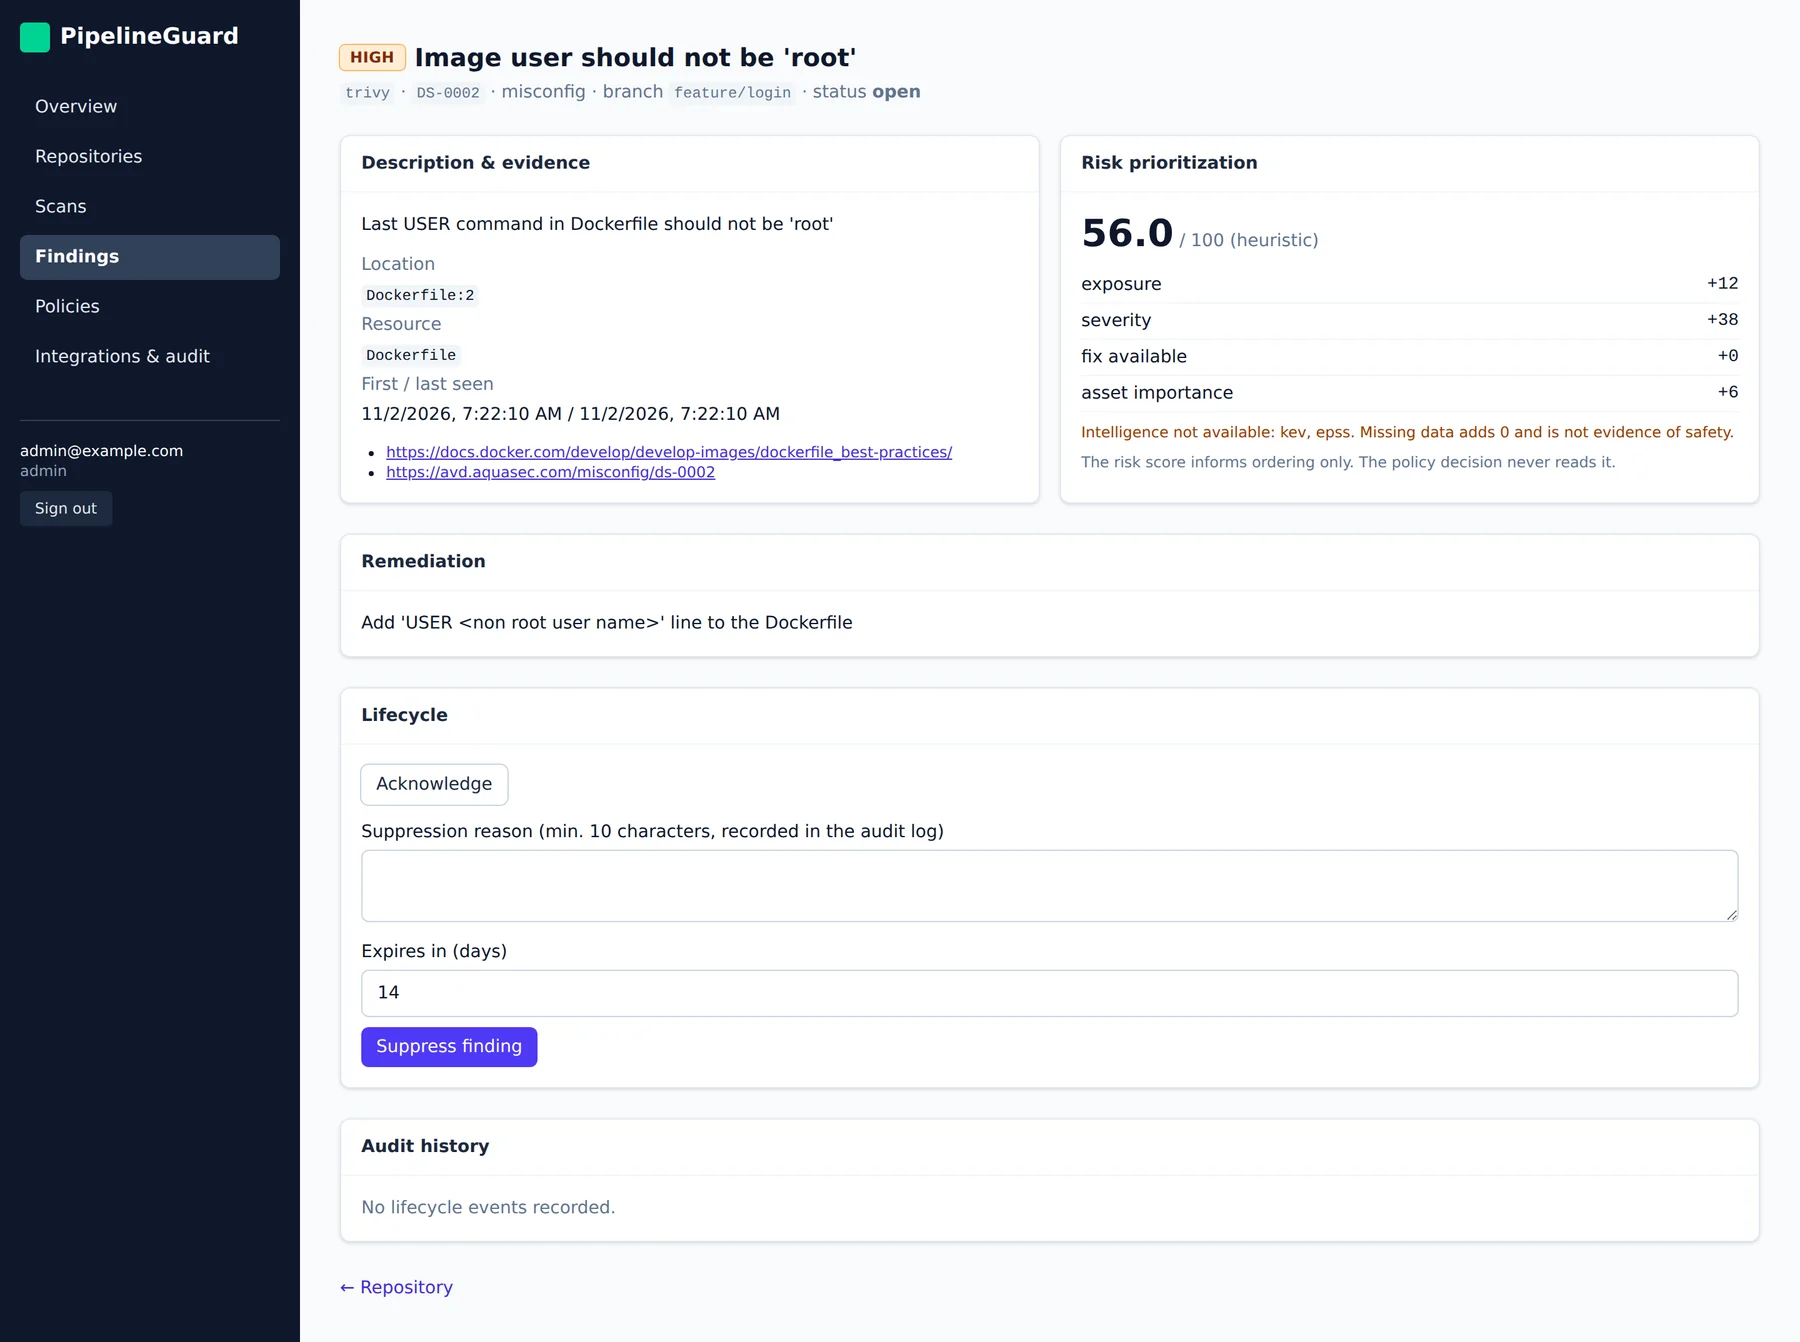 PipelineGuard
Overview
Repositories
Scans
Findings
Policies
Integrations & audit
admin@example.com
admin
Sign out
HIGH Image user should not be 'root'
trivy · DS-0002 · misconfig · branch feature/login · status open
Description & evidence
Last USER command in Dockerfile should not be 'root'
Location
Dockerfile:2
Resource
Dockerfile
First / last seen
11/2/2026, 7:22:10 AM / 11/2/2026, 7:22:10 AM
https://docs.docker.com/develop/develop-images/dockerfile_best-practices/
https://avd.aquasec.com/misconfig/ds-0002
Risk prioritization
56.0 / 100 (heuristic)
exposure +12
severity +38
fix available +0
asset importance +6
Intelligence not available: kev, epss. Missing data adds 0 and is not evidence of safety.
The risk score informs ordering only. The policy decision never reads it.
Remediation
Add 'USER <non root user name>' line to the Dockerfile
Lifecycle
Acknowledge
Suppression reason (min. 10 characters, recorded in the audit log)
Expires in (days)
14
Suppress finding
Audit history
No lifecycle events recorded.
← Repository